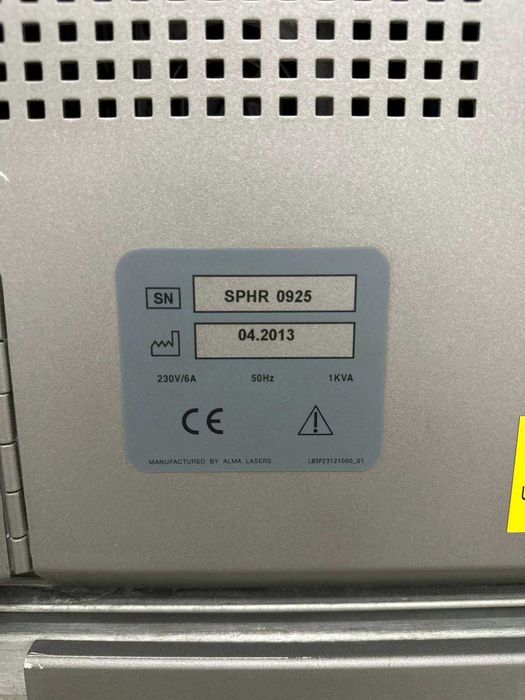 SN SPHR 0925
04.2013
230V/6A 50Hz 1KVA
CE
MANUFACTURED BY ALMA LASERS LBSP23121000_01